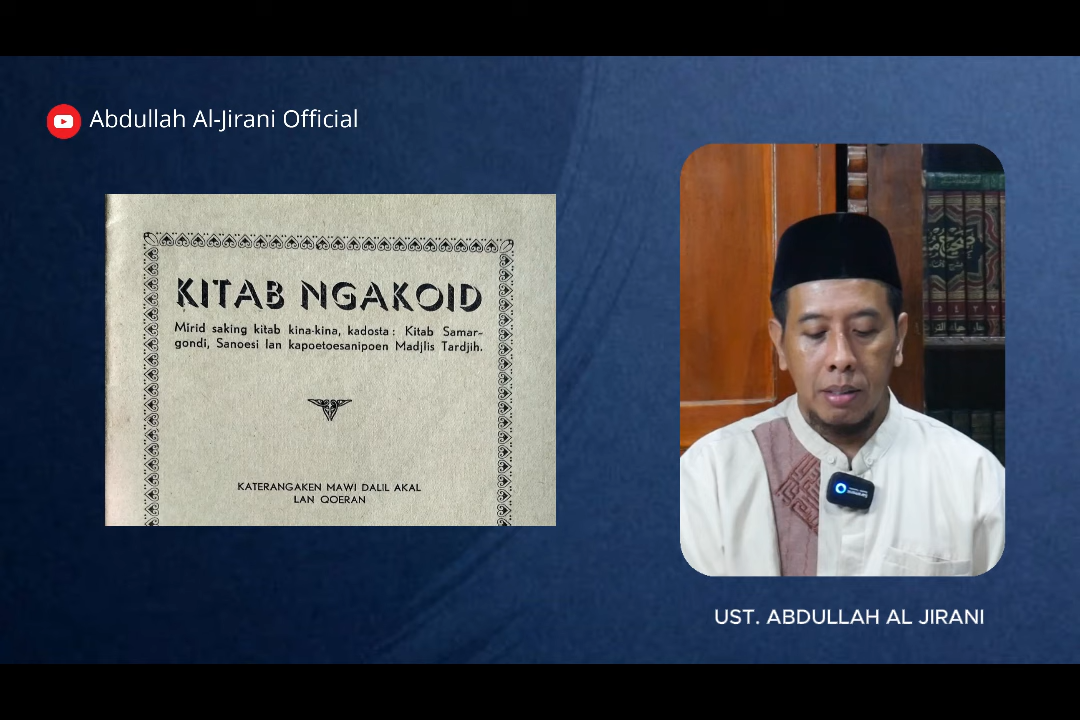 Abdullah Al-Jirani Official
KITAB NGAKOID
Mirid saking kitab kina-kina, kadosta : Kitab Samar-
gondi, Sanoesi lan kapoetoesanipoen Madjlis Tardjih.
KATERANGAKEN MAWI DALIL AKAL
LAN QOERAN
UST. ABDULLAH AL JIRANI